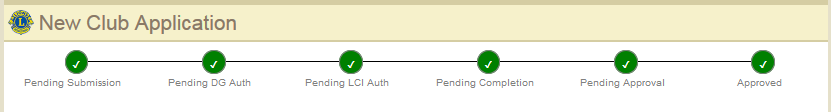 New Club Application
Pending Submission Pending DG Auth Pending LCI Auth Pending Completion Pending Approval Approved